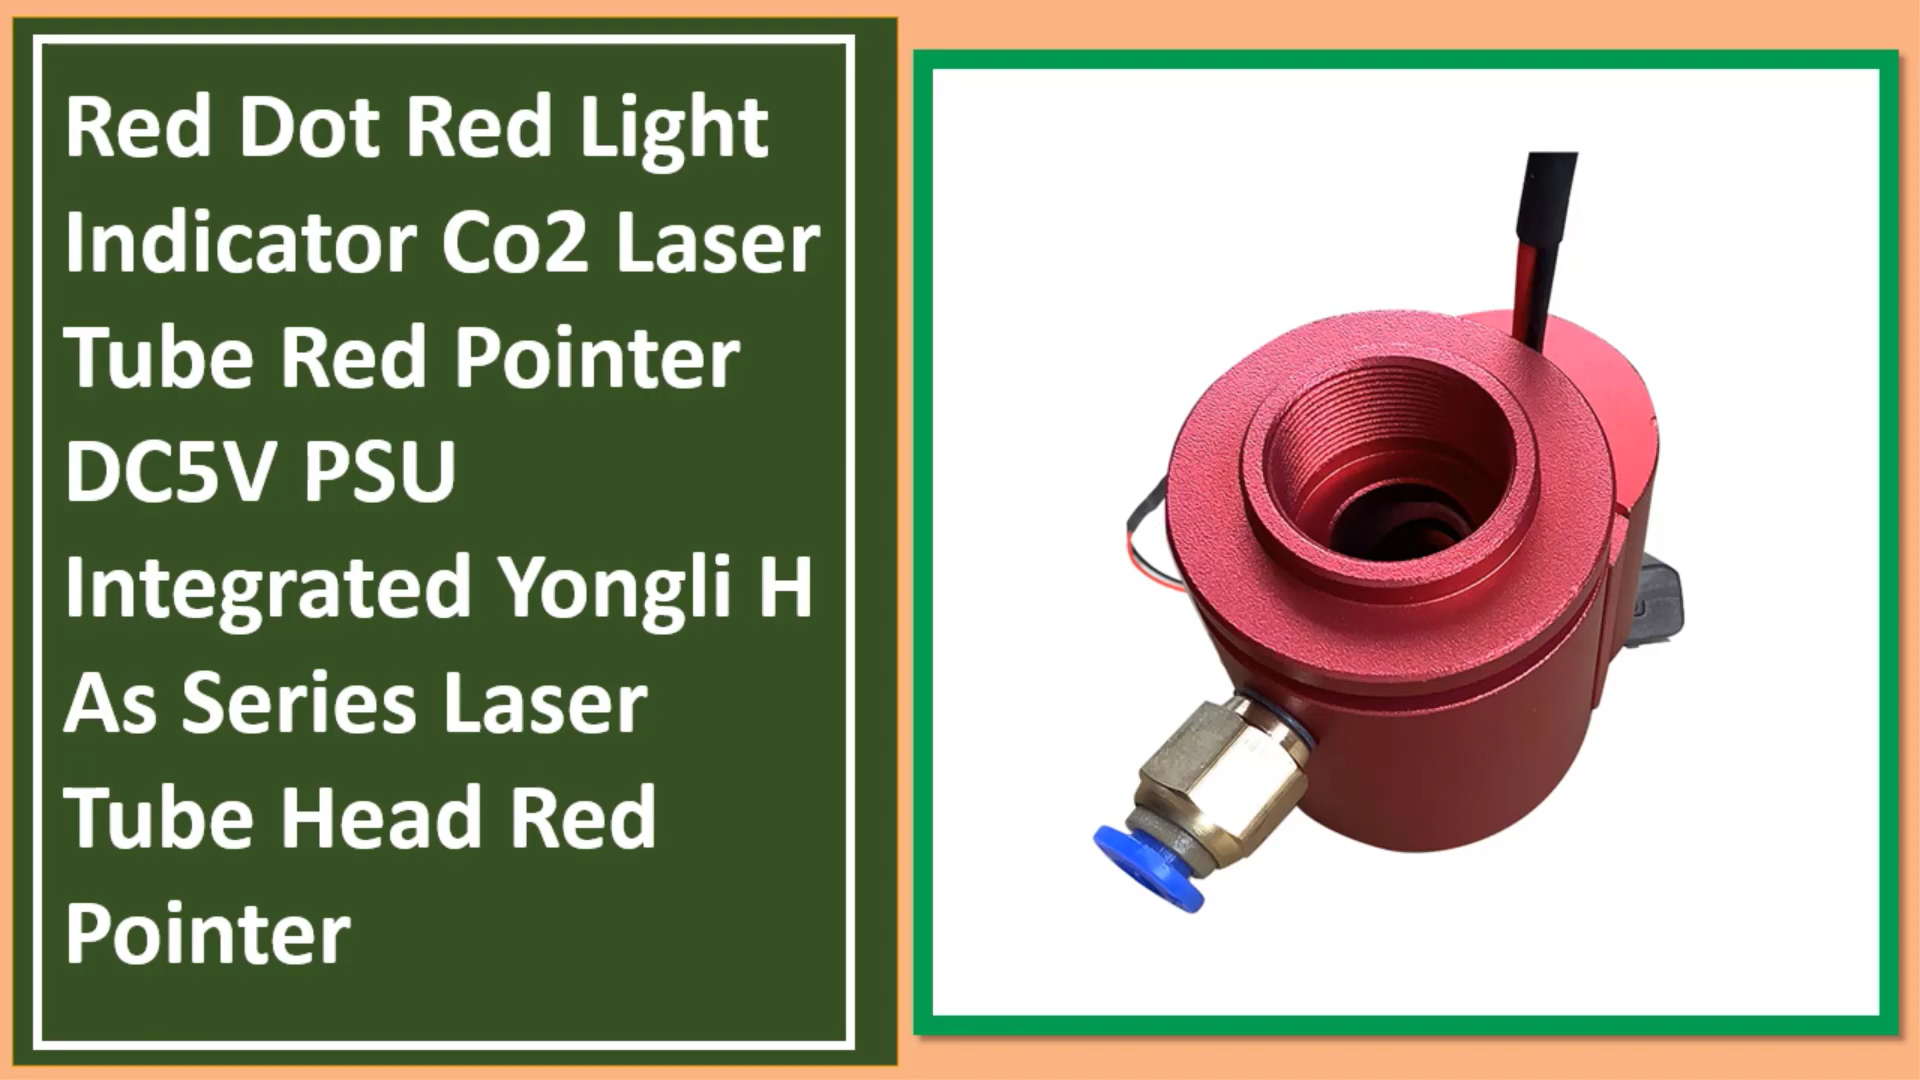 Red Dot Red Light
Indicator Co2 Laser
Tube Red Pointer
DC5V PSU
Integrated Yongli H
As Series Laser
Tube Head Red
Pointer